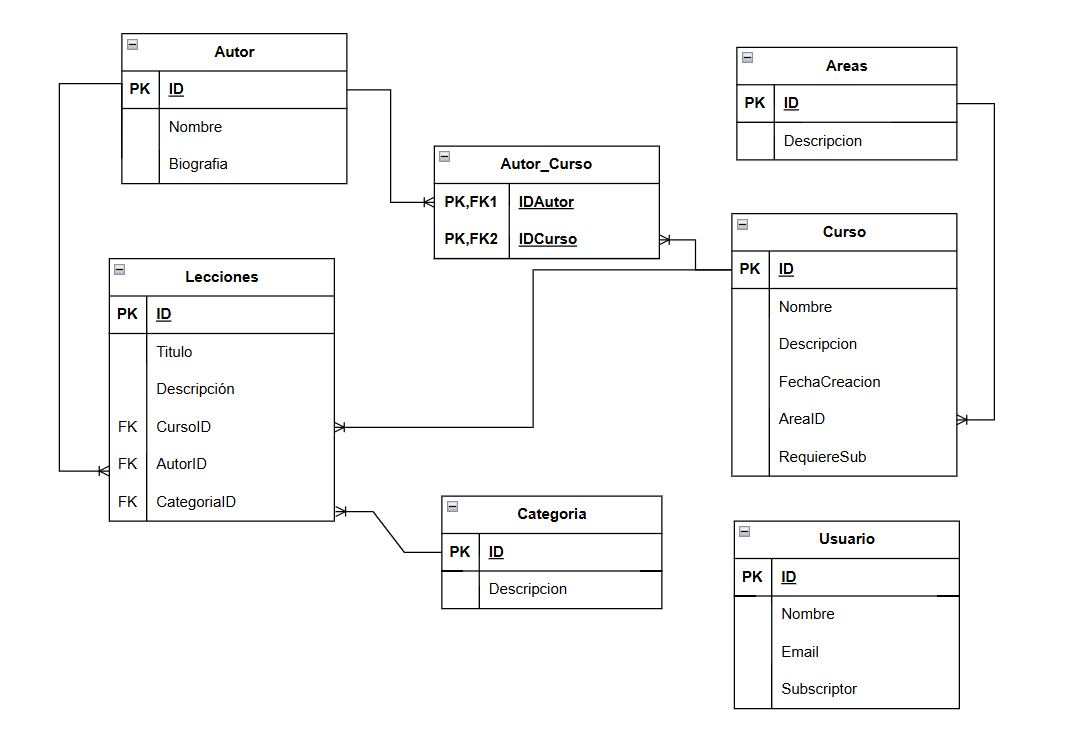 Autor
PK ID
Nombre
Biografia
Areas
PK ID
Descripcion
Autor_Curso
PK,FK1 IDAutor
PK,FK2 IDCurso
Curso
PK ID
Nombre
Descripcion
FechaCreacion
AreaID
RequiereSub
Lecciones
PK ID
Titulo
Descripción
FK CursoID
FK AutorID
FK CategoriaID
Categoria
PK ID
Descripcion
Usuario
PK ID
Nombre
Email
Subscriptor